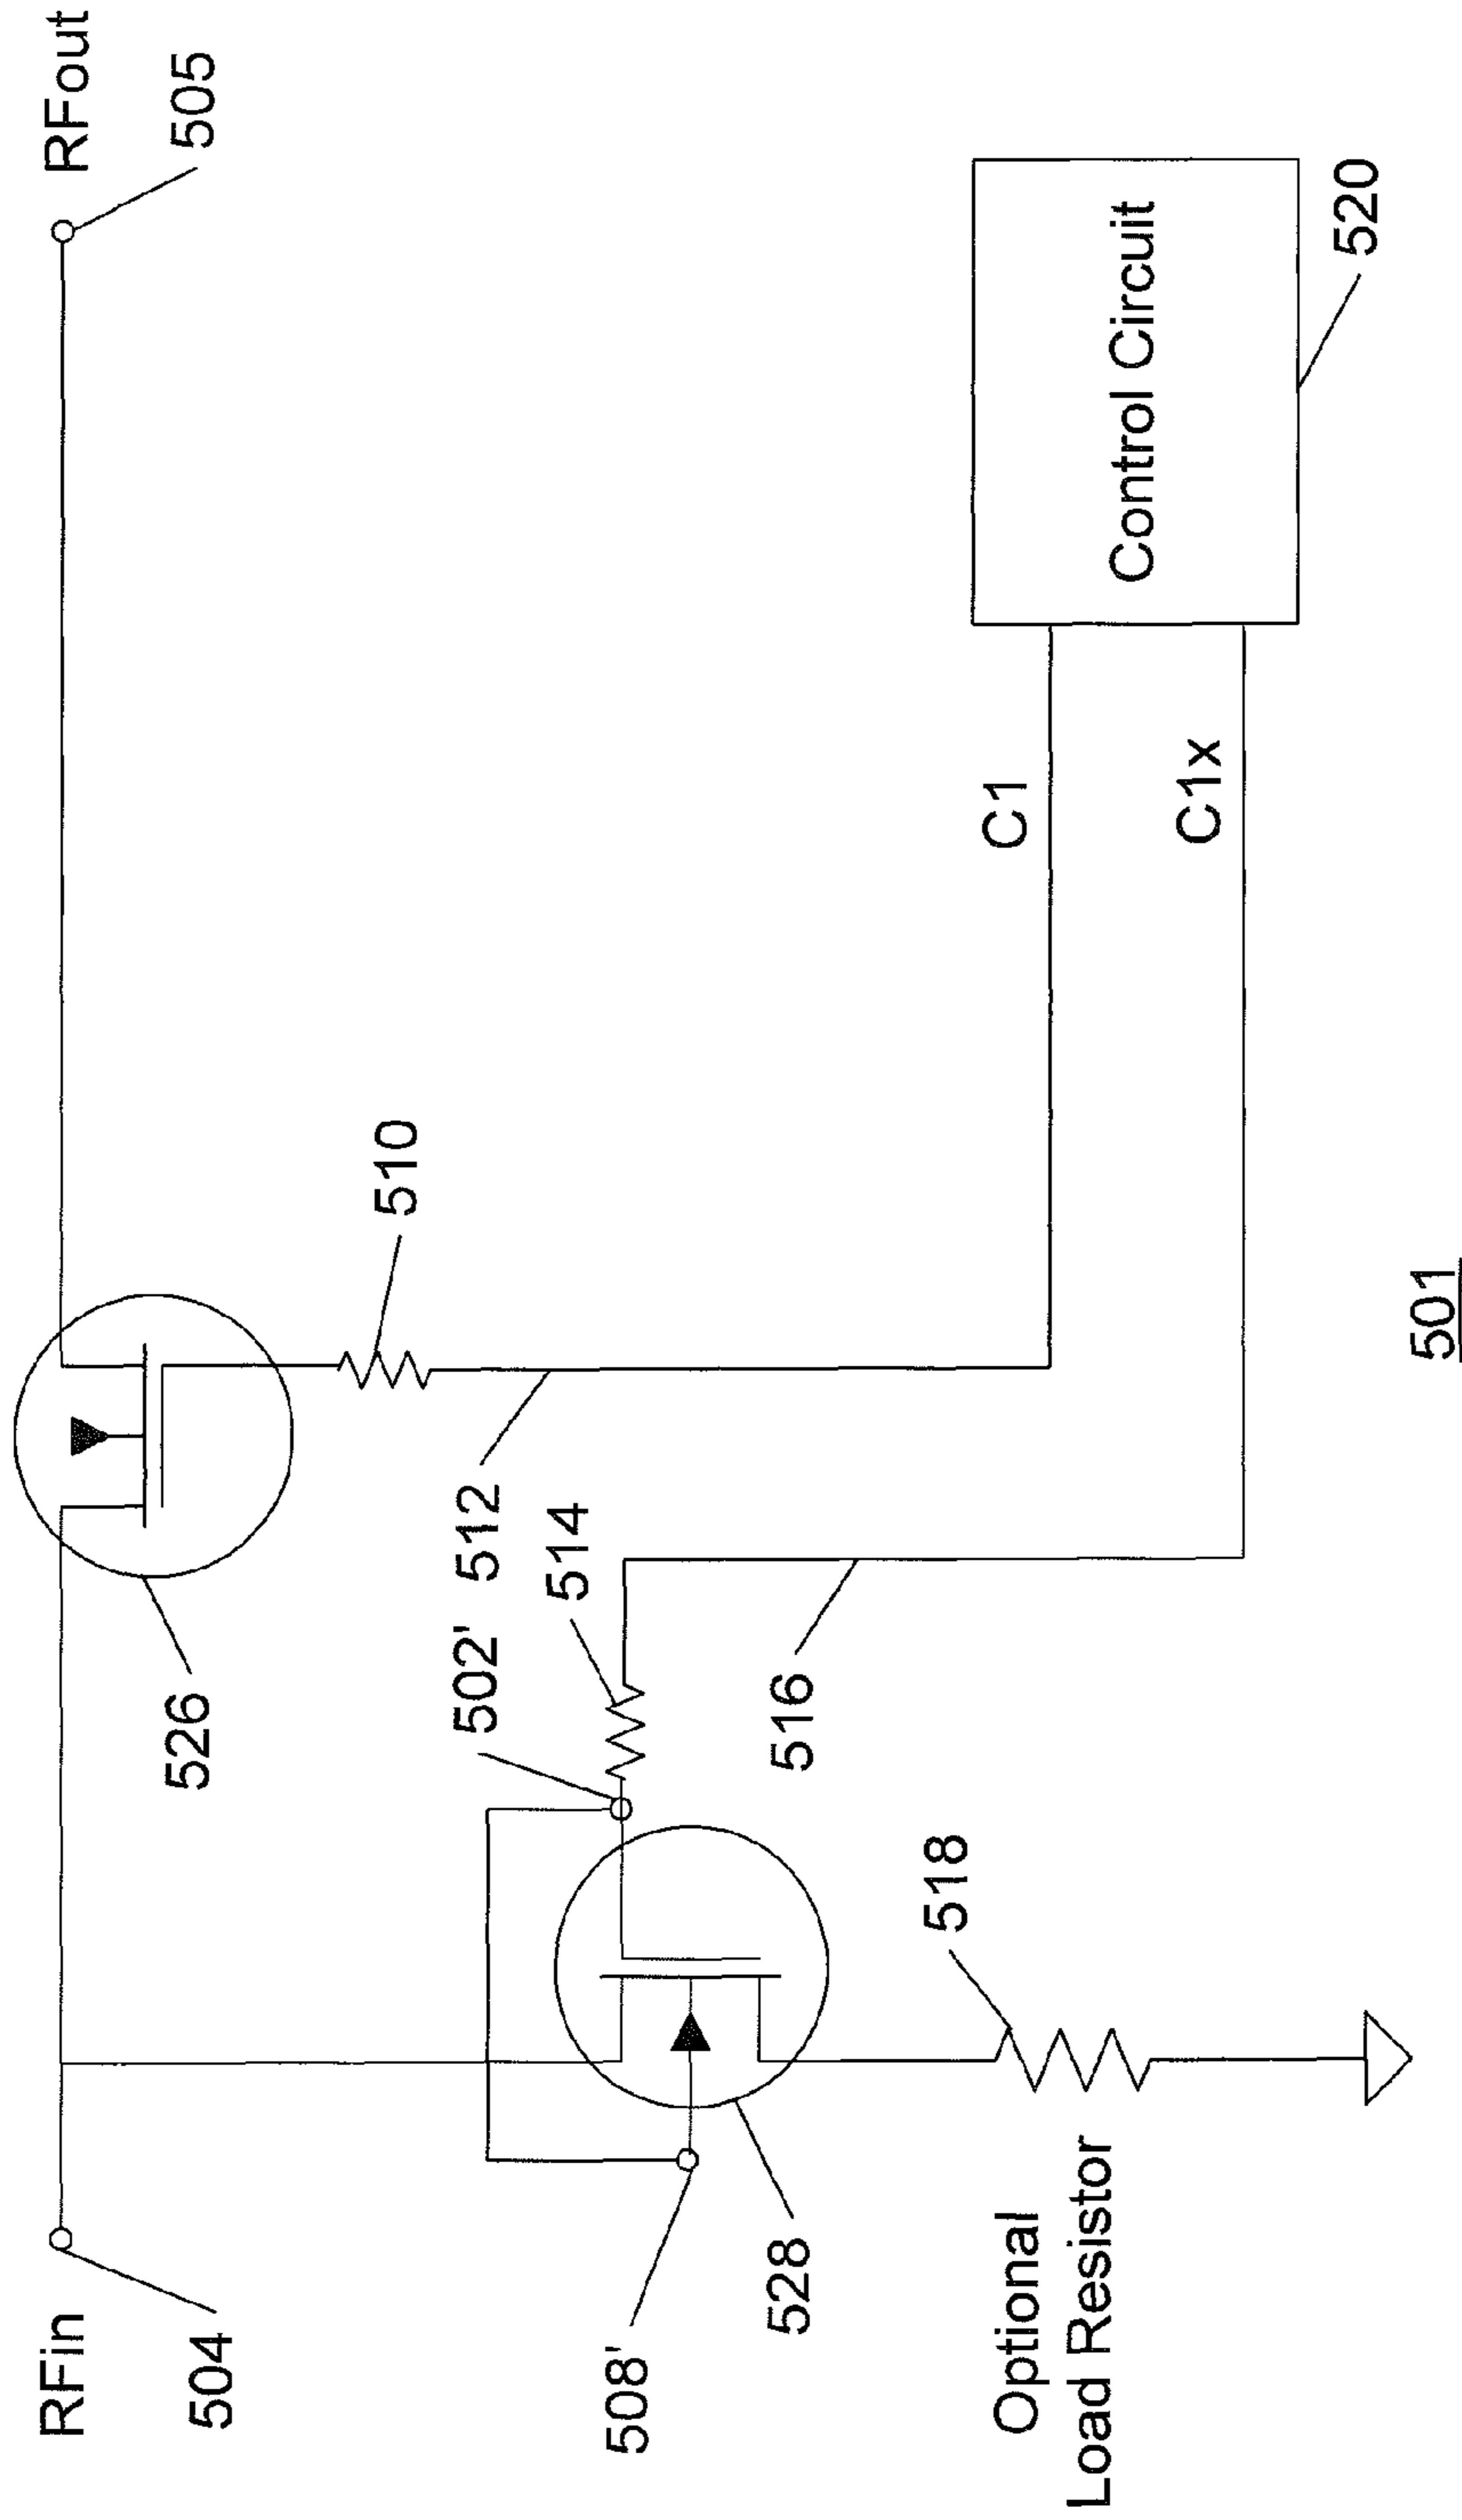 RFin
504
526
RFout
505
510
512
502'
514
508'
528
516
518
Optional
Load Resistor
C1
C1x
Control Circuit
520
501